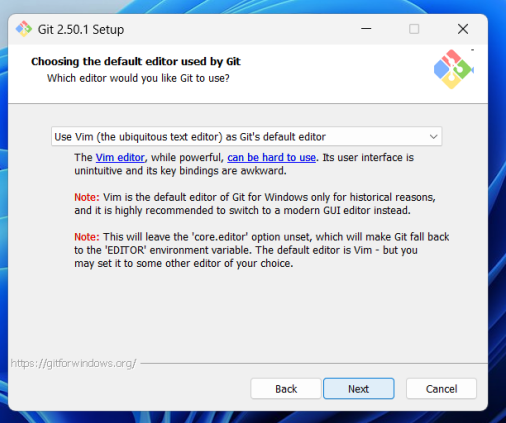 Git 2.50.1 Setup
Choosing the default editor used by Git
Which editor would you like Git to use?
Use Vim (the ubiquitous text editor) as Git's default editor
The Vim editor, while powerful, can be hard to use. Its user interface is
unintuitive and its key bindings are awkward.
Note: Vim is the default editor of Git for Windows only for historical reasons,
and it is highly recommended to switch to a modern GUI editor instead.
Note: This will leave the 'core.editor' option unset, which will make Git fall back
to the 'EDITOR' environment variable. The default editor is Vim - but you
may set it to some other editor of your choice.
https://gitforwindows.org/
Back
Next
Cancel